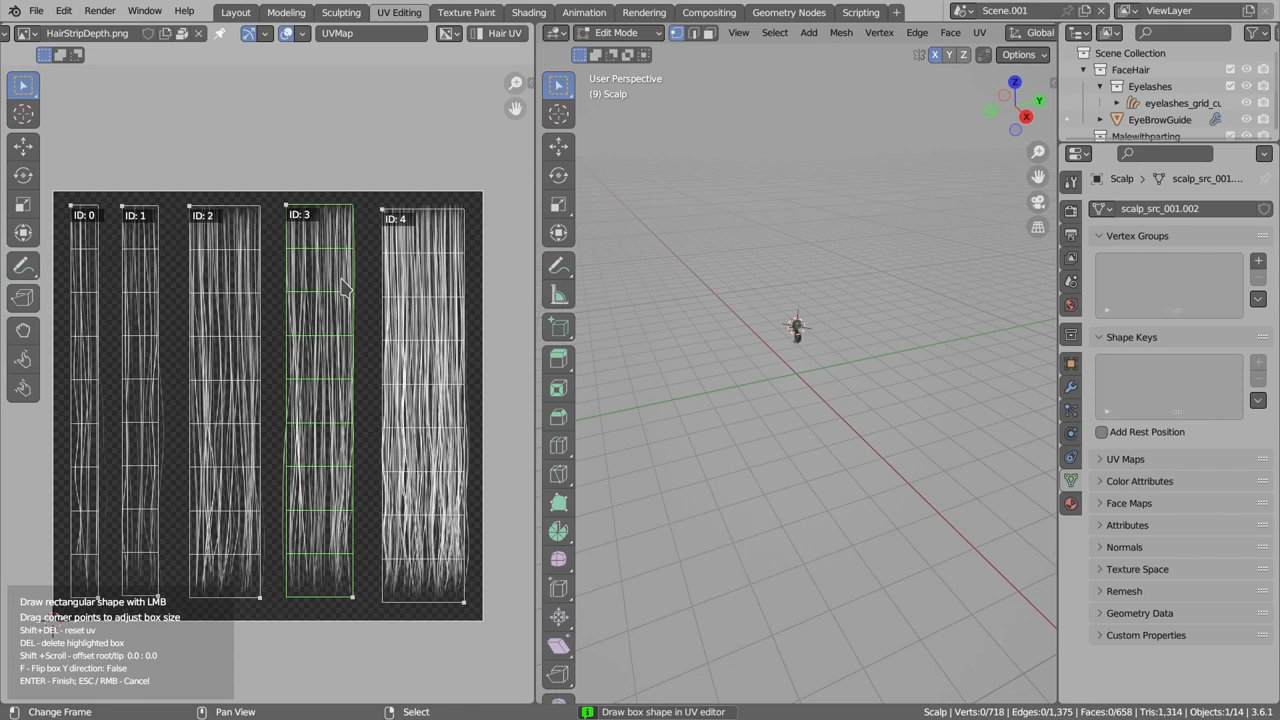 File Edit Render Window Help
Layout Modeling Sculpting UV Editing Texture Paint Shading Animation Rendering Compositing Geometry Nodes Scripting +
Scene.001
ViewLayer
HairStripDepth.png
UVMap
Hair UV
Edit Mode
View Select Add Mesh Vertex Edge Face UV
Global
X Y Z
Options
User Perspective
(9) Scalp
Z
Y
X
ID: 0
ID: 1
ID: 2
ID: 3
ID: 4
Draw rectangular shape with LMB
Drag corner points to adjust box size
Shift+DEL - reset uv
DEL - delete highlighted box
Shift +Scroll - offset root/tip 0.0 : 0.0
F - Flip box Y direction: False
ENTER - Finish; ESC / RMB - Cancel
Scene Collection
FaceHair
Eyelashes
eyelashes_grid_cu
EyeBrowGuide
Malewithparting
Scalp
scalp_src_001....
scalp_src_001.002
Vertex Groups
Shape Keys
Add Rest Position
UV Maps
Color Attributes
Face Maps
Attributes
Normals
Texture Space
Remesh
Geometry Data
Custom Properties
Change Frame
Pan View
Select
Draw box shape in UV editor
Scalp | Verts:0/718 | Edges:0/1,375 | Faces:0/658 | Tris:1,314 | Objects:1/14 | 3.6.1